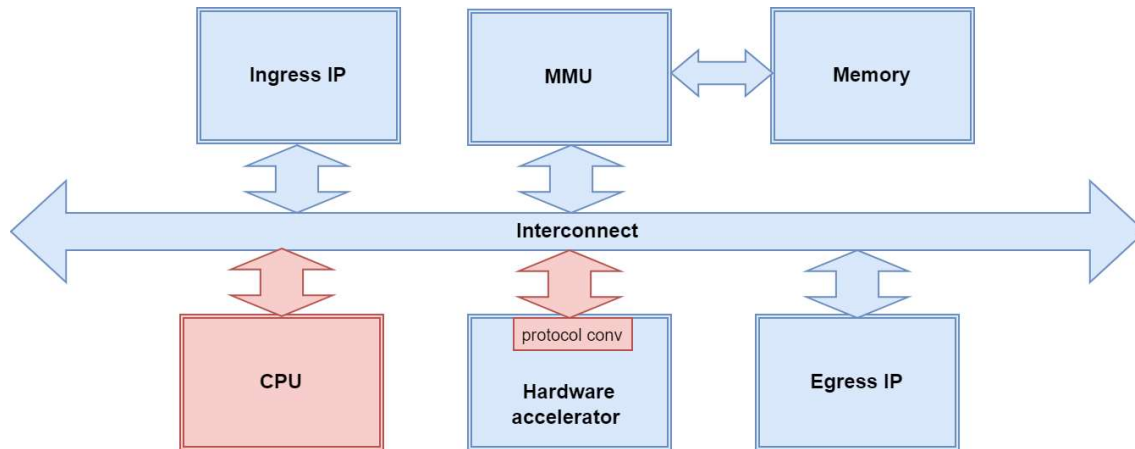 Ingress IP
MMU
Memory
Interconnect
CPU
protocol conv
Hardware
accelerator
Egress IP